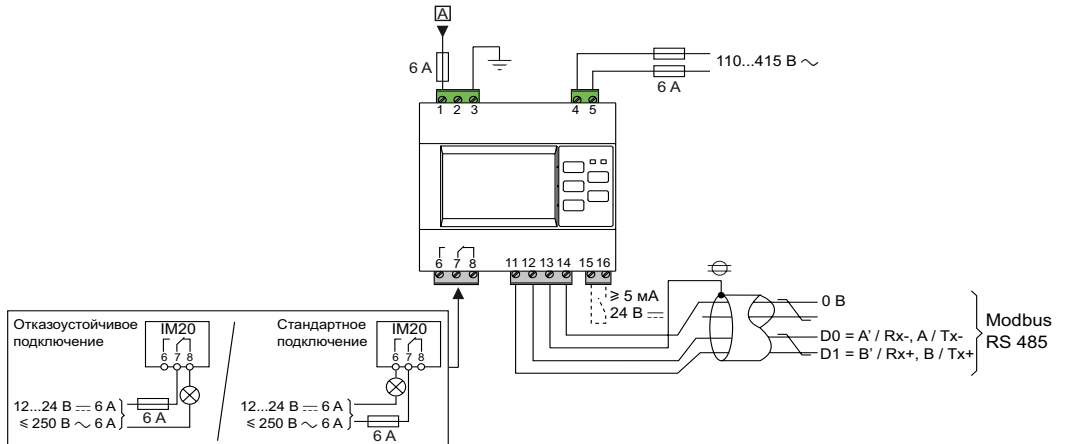 A
6 A
110...415 В ~
6 A
1 2 3
4 5
6 7 8
11 12 13 14 15 16
≥ 5 мА
24 В ⎓
0 В
D0 = A' / Rx-, A / Tx-
D1 = B' / Rx+, B / Tx+
Modbus
RS 485
Отказоустойчивое
подключение
IM20
6 7 8
12...24 В ⎓ 6 A
≤ 250 В ~ 6 A
6 A
Стандартное
подключение
IM20
6 7 8
12...24 В ⎓ 6 A
≤ 250 В ~ 6 A
6 A